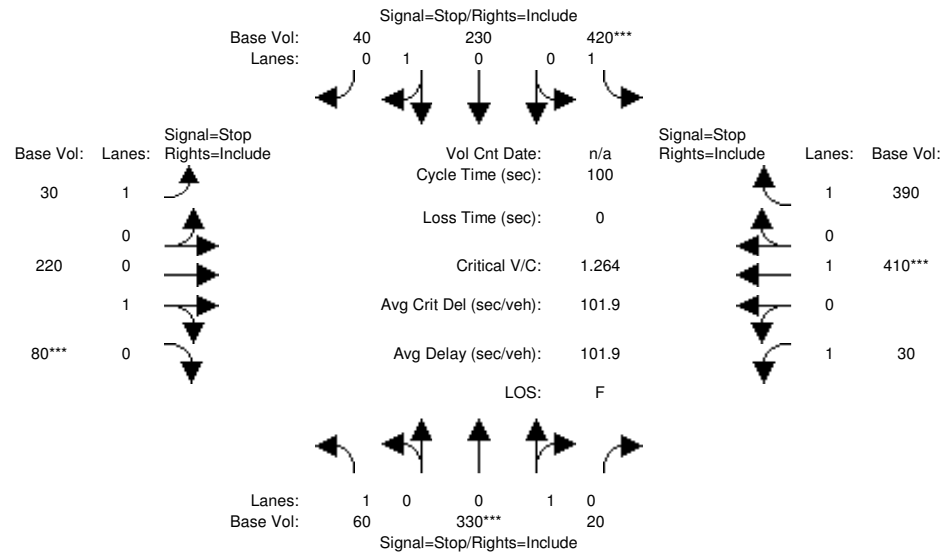 Signal=Stop/Rights=Include
Base Vol: 40 230 420***
Lanes: 0 1 0 0 1
Signal=Stop Signal=Stop
Base Vol: Lanes: Rights=Include Vol Cnt Date: n/a Rights=Include Lanes: Base Vol:
Cycle Time (sec): 100
30 1 1 390
Loss Time (sec): 0
0 0
220 0 Critical V/C: 1.264 1 410***
1 Avg Crit Del (sec/veh): 101.9 0
80*** 0 Avg Delay (sec/veh): 101.9 1 30
LOS: F
Lanes: 1 0 0 1 0
Base Vol: 60 330*** 20
Signal=Stop/Rights=Include